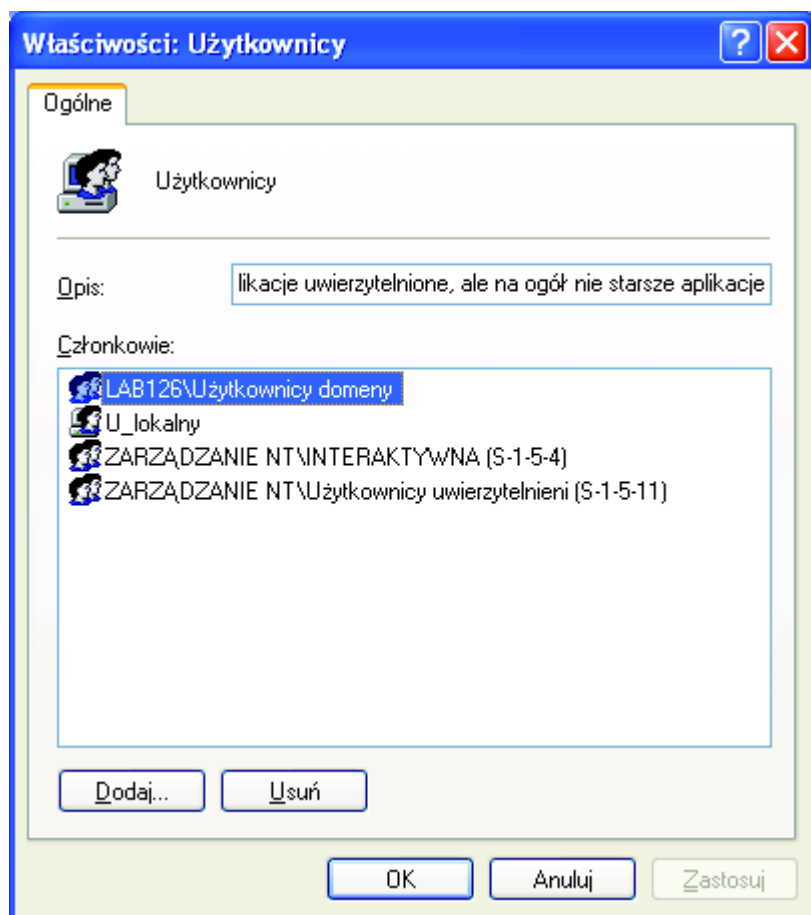 Właściwości: Użytkownicy
Ogólne
Użytkownicy
Opis: likacje uwierzytelnione, ale na ogół nie starsze aplikacje
Członkowie:
LAB126\Użytkownicy domeny
U_lokalny
ZARZĄDZANIE NT\INTERAKTYWNA (S-1-5-4)
ZARZĄDZANIE NT\Użytkownicy uwierzytelnieni (S-1-5-11)
Dodaj... Usuń
OK Anuluj Zastosuj